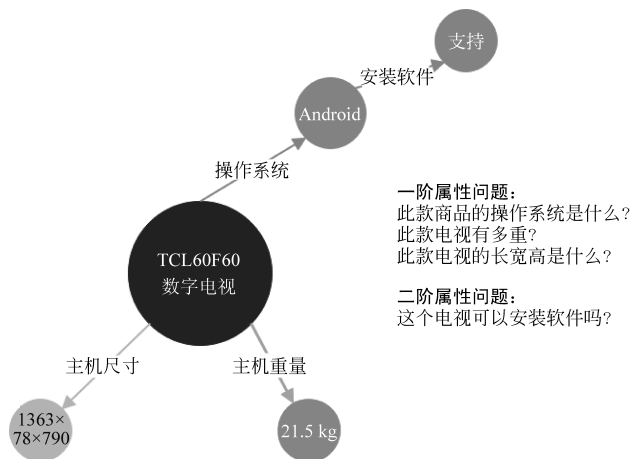 支持
安装软件
Android
操作系统
TCL60F60
数字电视
主机尺寸
主机重量
1363×
78×790
21.5 kg
一阶属性问题：
此款商品的操作系统是什么？
此款电视有多重？
此款电视的长宽高是什么？
二阶属性问题：
这个电视可以安装软件吗？